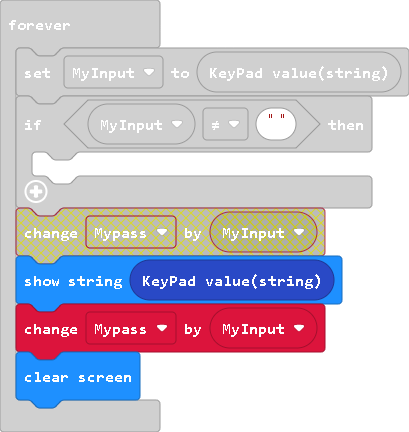 forever
set MyInput to KeyPad value(string)
if MyInput ≠ " " then
change Mypass by MyInput
show string KeyPad value(string)
change Mypass by MyInput
clear screen